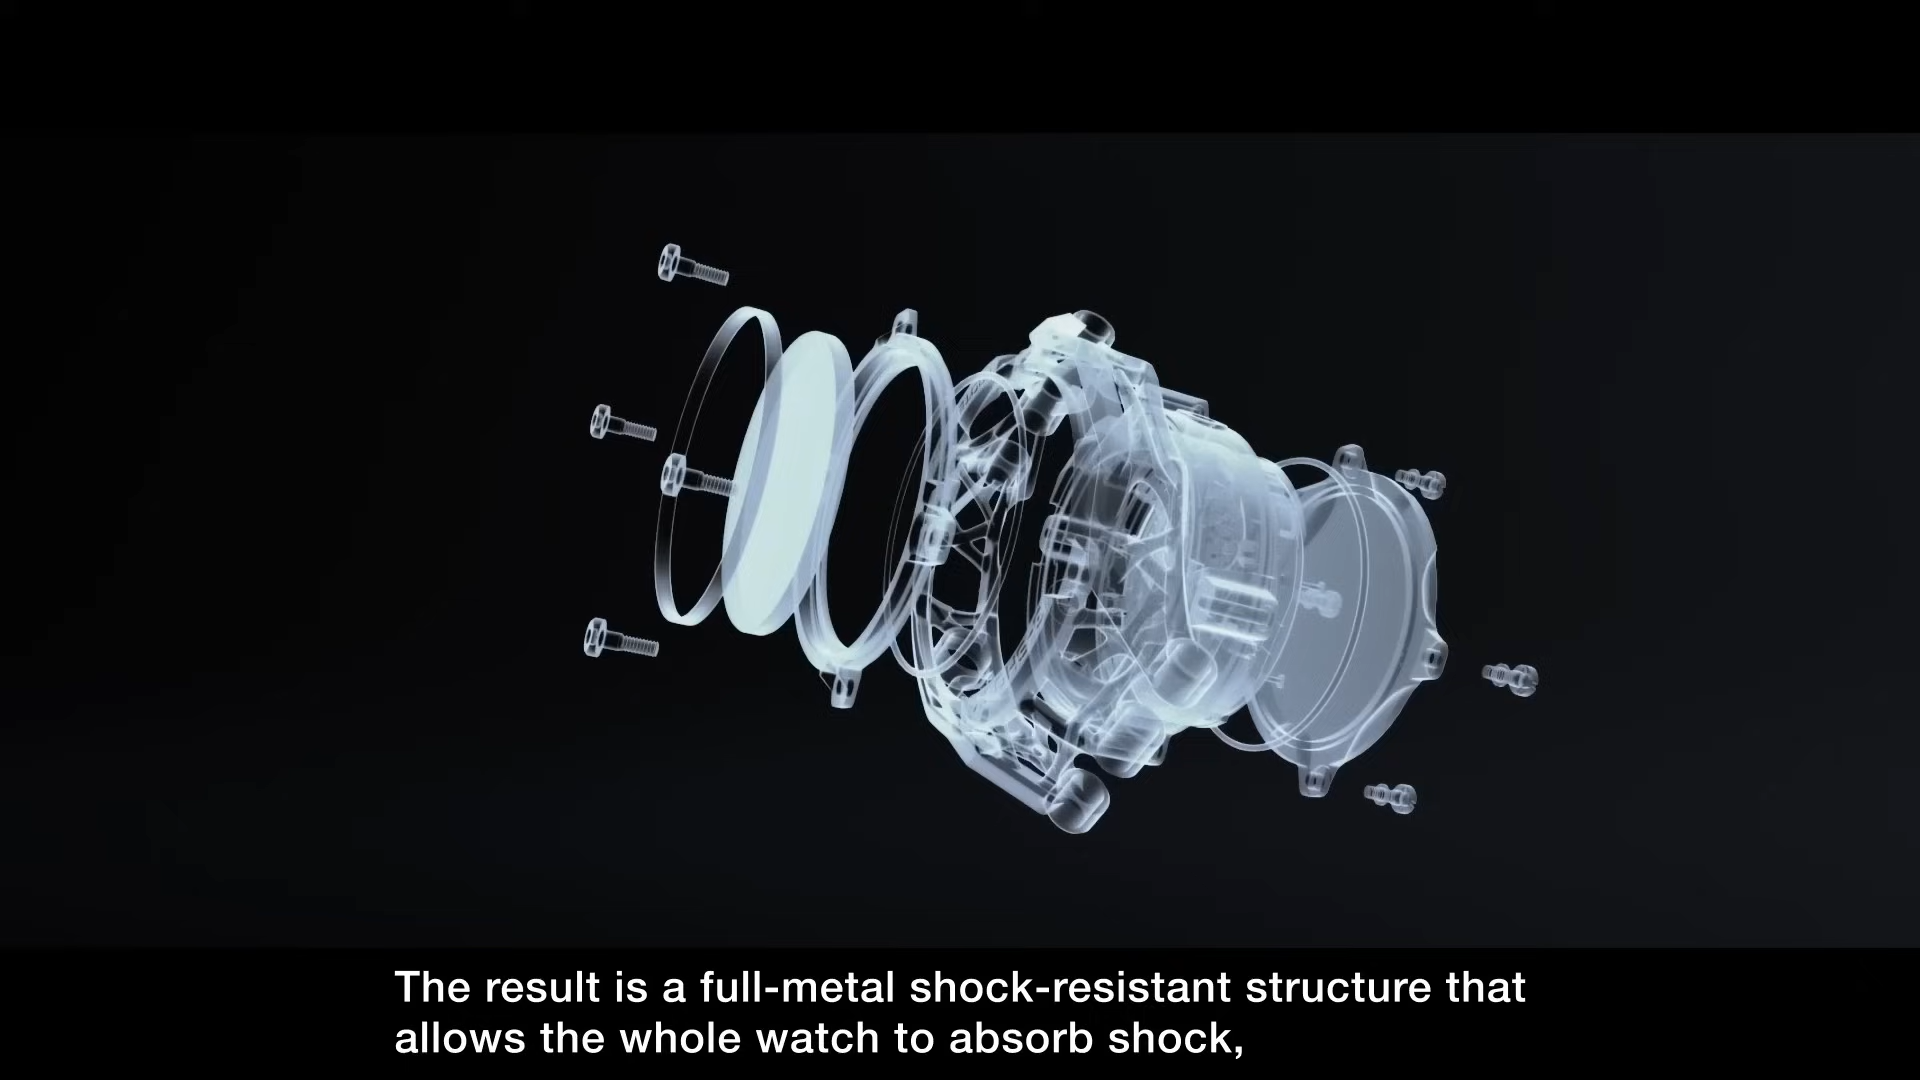 The result is a full-metal shock-resistant structure that
allows the whole watch to absorb shock,